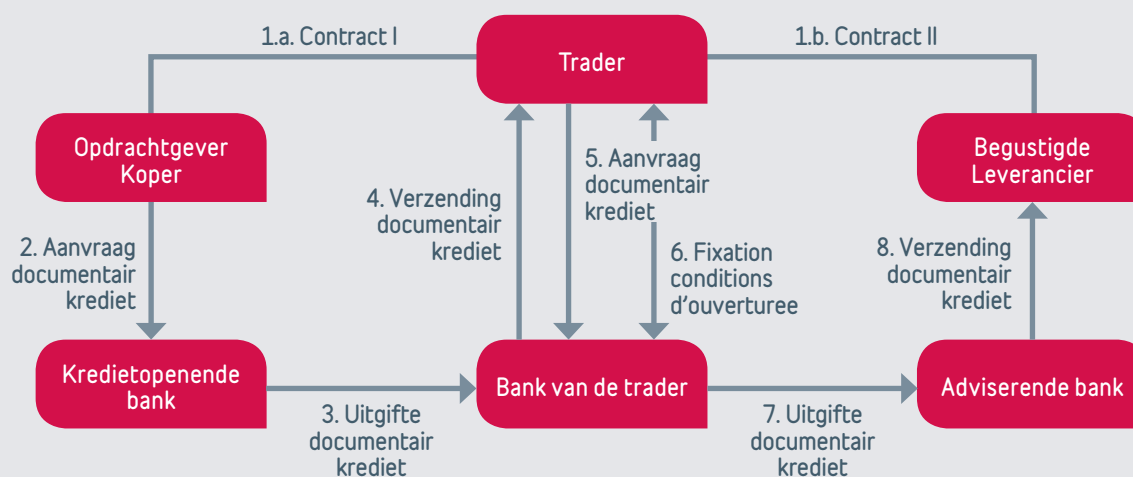 1.a. Contract I
1.b. Contract II
Trader
Opdrachtgever
Koper
Begustigde
Leverancier
2. Aanvraag
documentair
krediet
4. Verzending
documentair
krediet
5. Aanvraag
documentair
krediet
6. Fixation
conditions
d'ouverturee
8. Verzending
documentair
krediet
Kredietopenende
bank
Bank van de trader
Adviserende bank
3. Uitgifte
documentair
krediet
7. Uitgifte
documentair
krediet